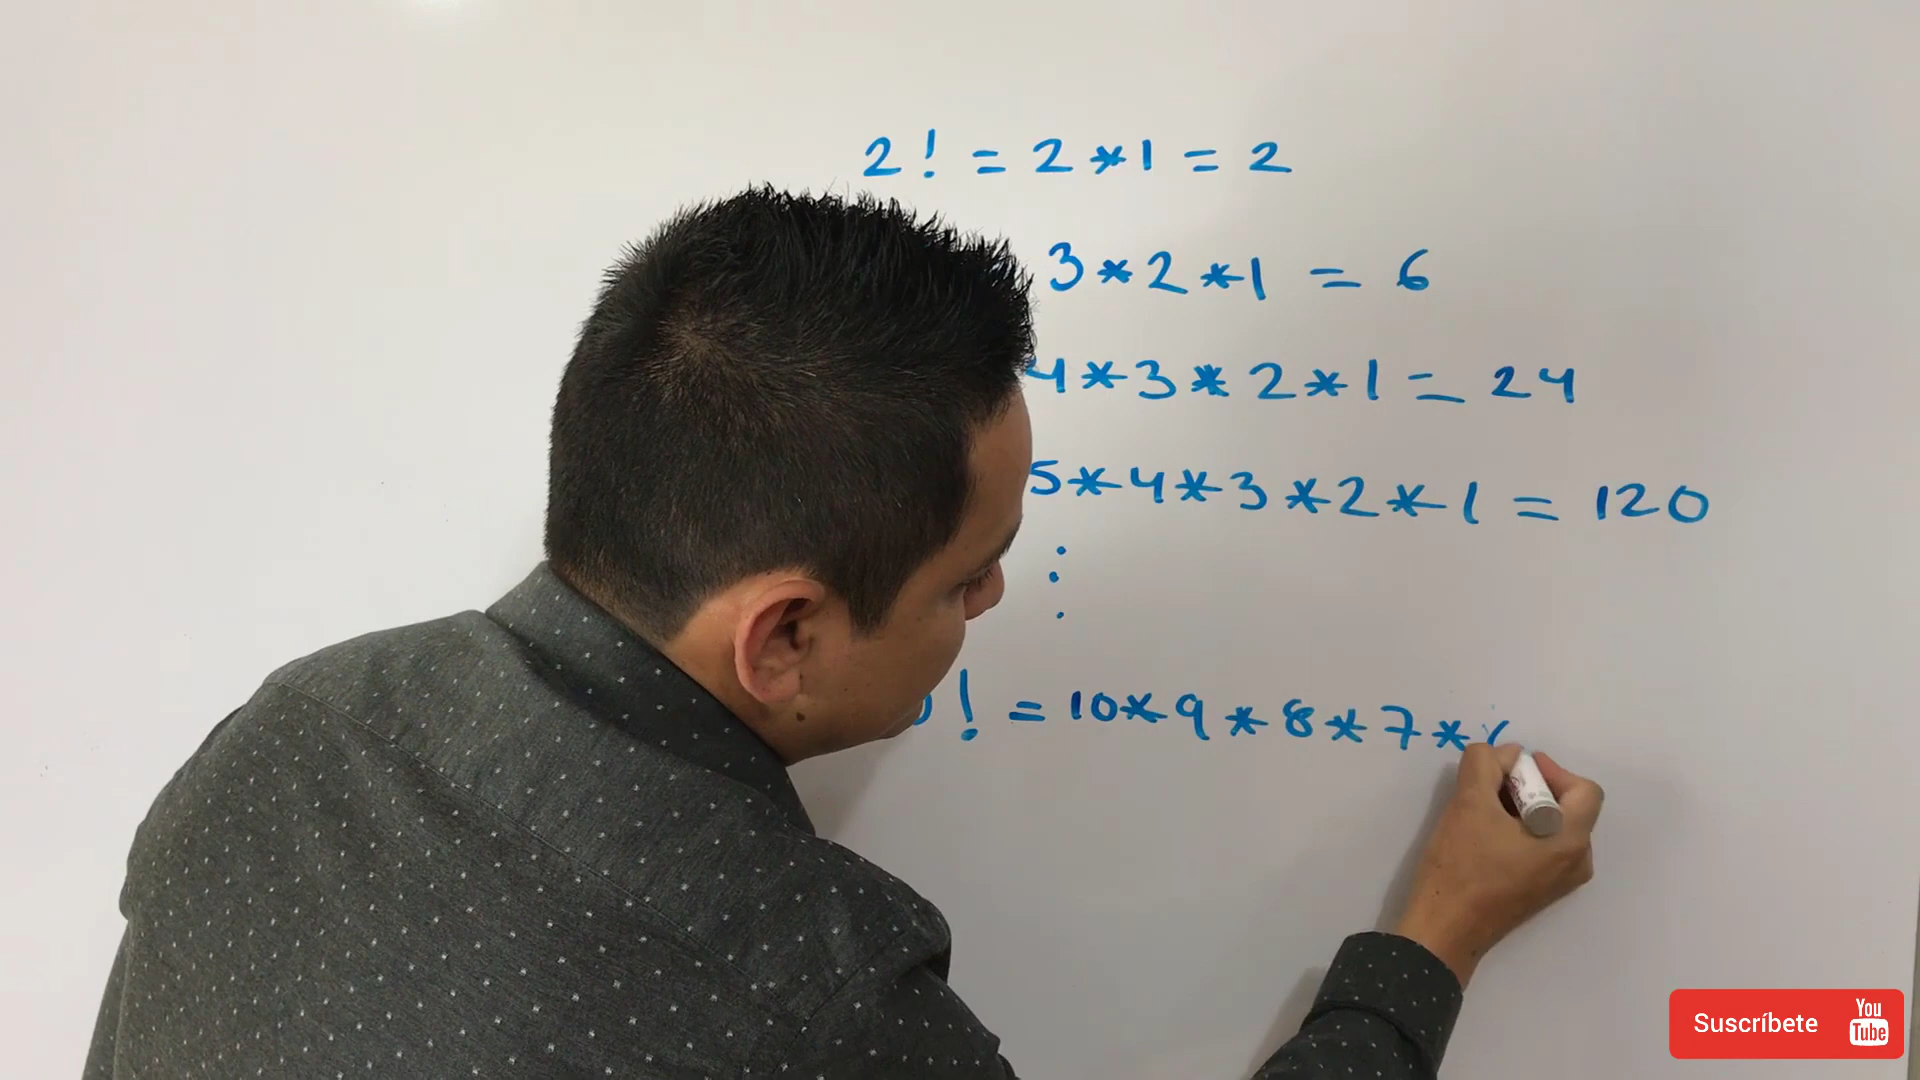 2! = 2*1 = 2
3*2*1 = 6
4*3*2*1 = 24
5*4*3*2*1 = 120
⋮
! = 10*9*8*7*
Suscríbete
You Tube